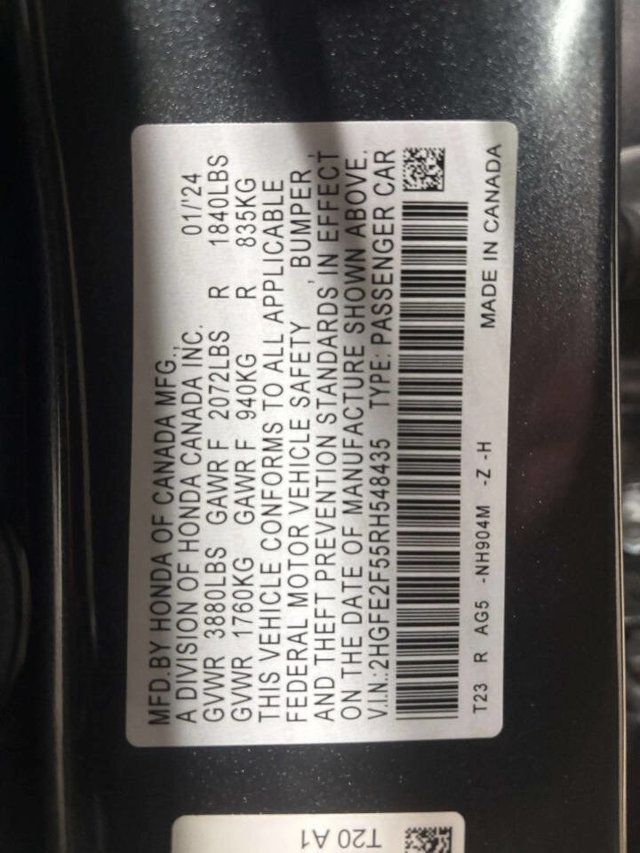 MFD.BY HONDA OF CANADA MFG.,
A DIVISION OF HONDA CANADA INC. 01/'24
GVWR 3880LBS GAWR F 2072LBS R 1840LBS
GVWR 1760KG GAWR F 940KG R 835KG
THIS VEHICLE CONFORMS TO ALL APPLICABLE
FEDERAL MOTOR VEHICLE SAFETY , BUMPER ,
AND THEFT PREVENTION STANDARDS IN EFFECT
ON THE DATE OF MANUFACTURE SHOWN ABOVE.
V.I.N.:2HGFE2F55RH548435 TYPE: PASSENGER CAR
T23 R AG5 -NH904M -Z -H MADE IN CANADA
T20 A1